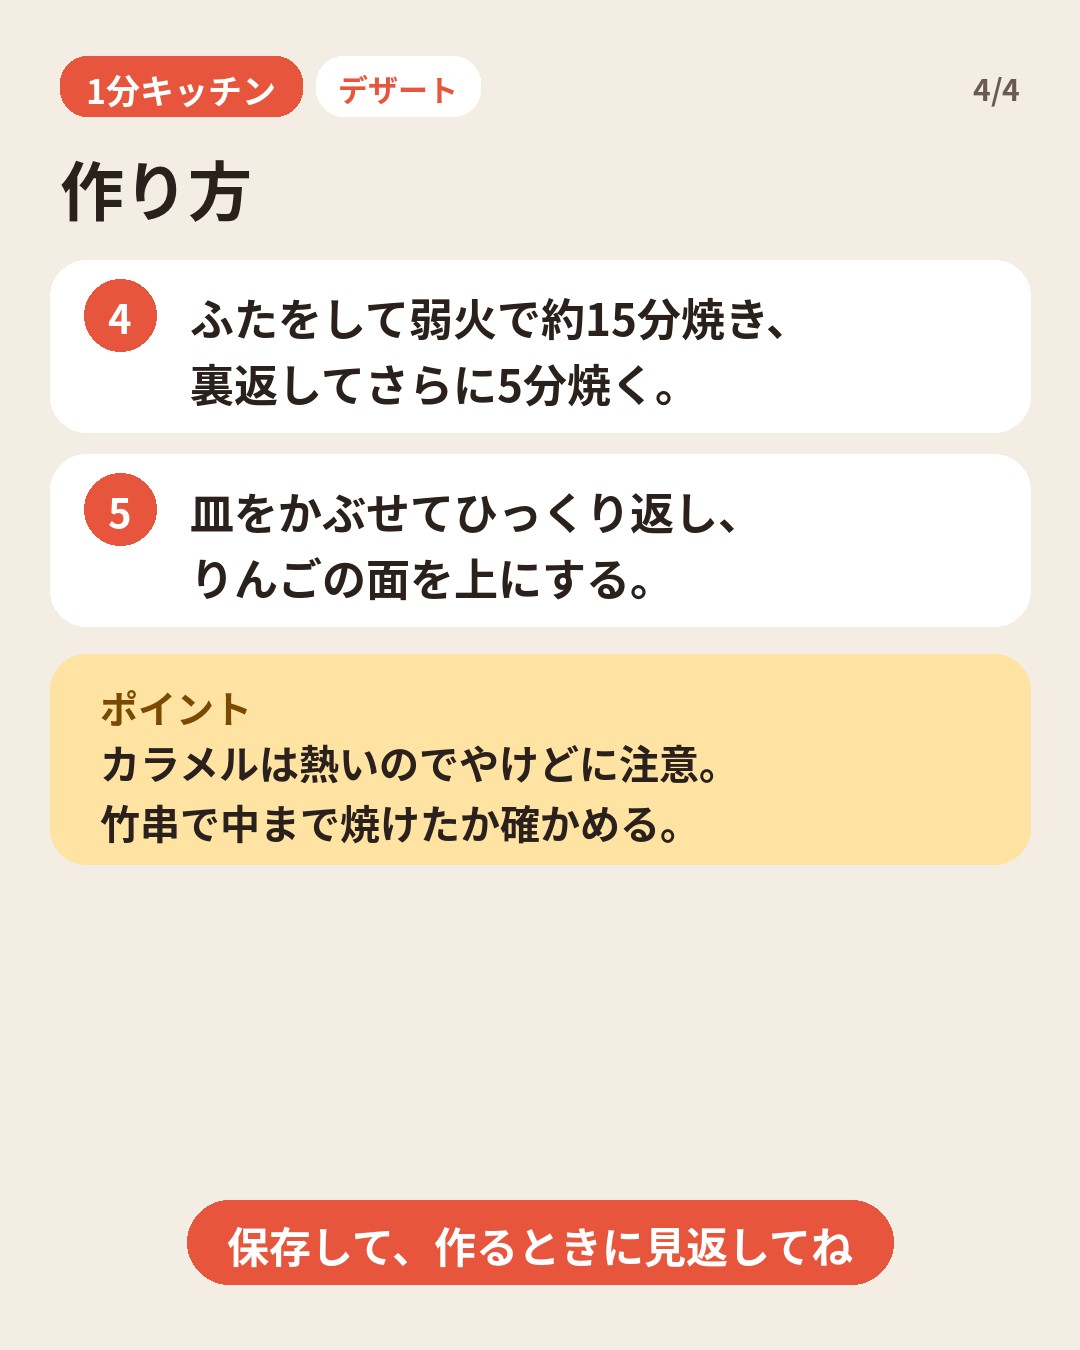 1分キッチン デザート 4/4
作り方
4 ふたをして弱火で約15分焼き、
裏返してさらに5分焼く。
5 皿をかぶせてひっくり返し、
りんごの面を上にする。
ポイント
カラメルは熱いのでやけどに注意。
竹串で中まで焼けたか確かめる。
保存して、作るときに見返してね